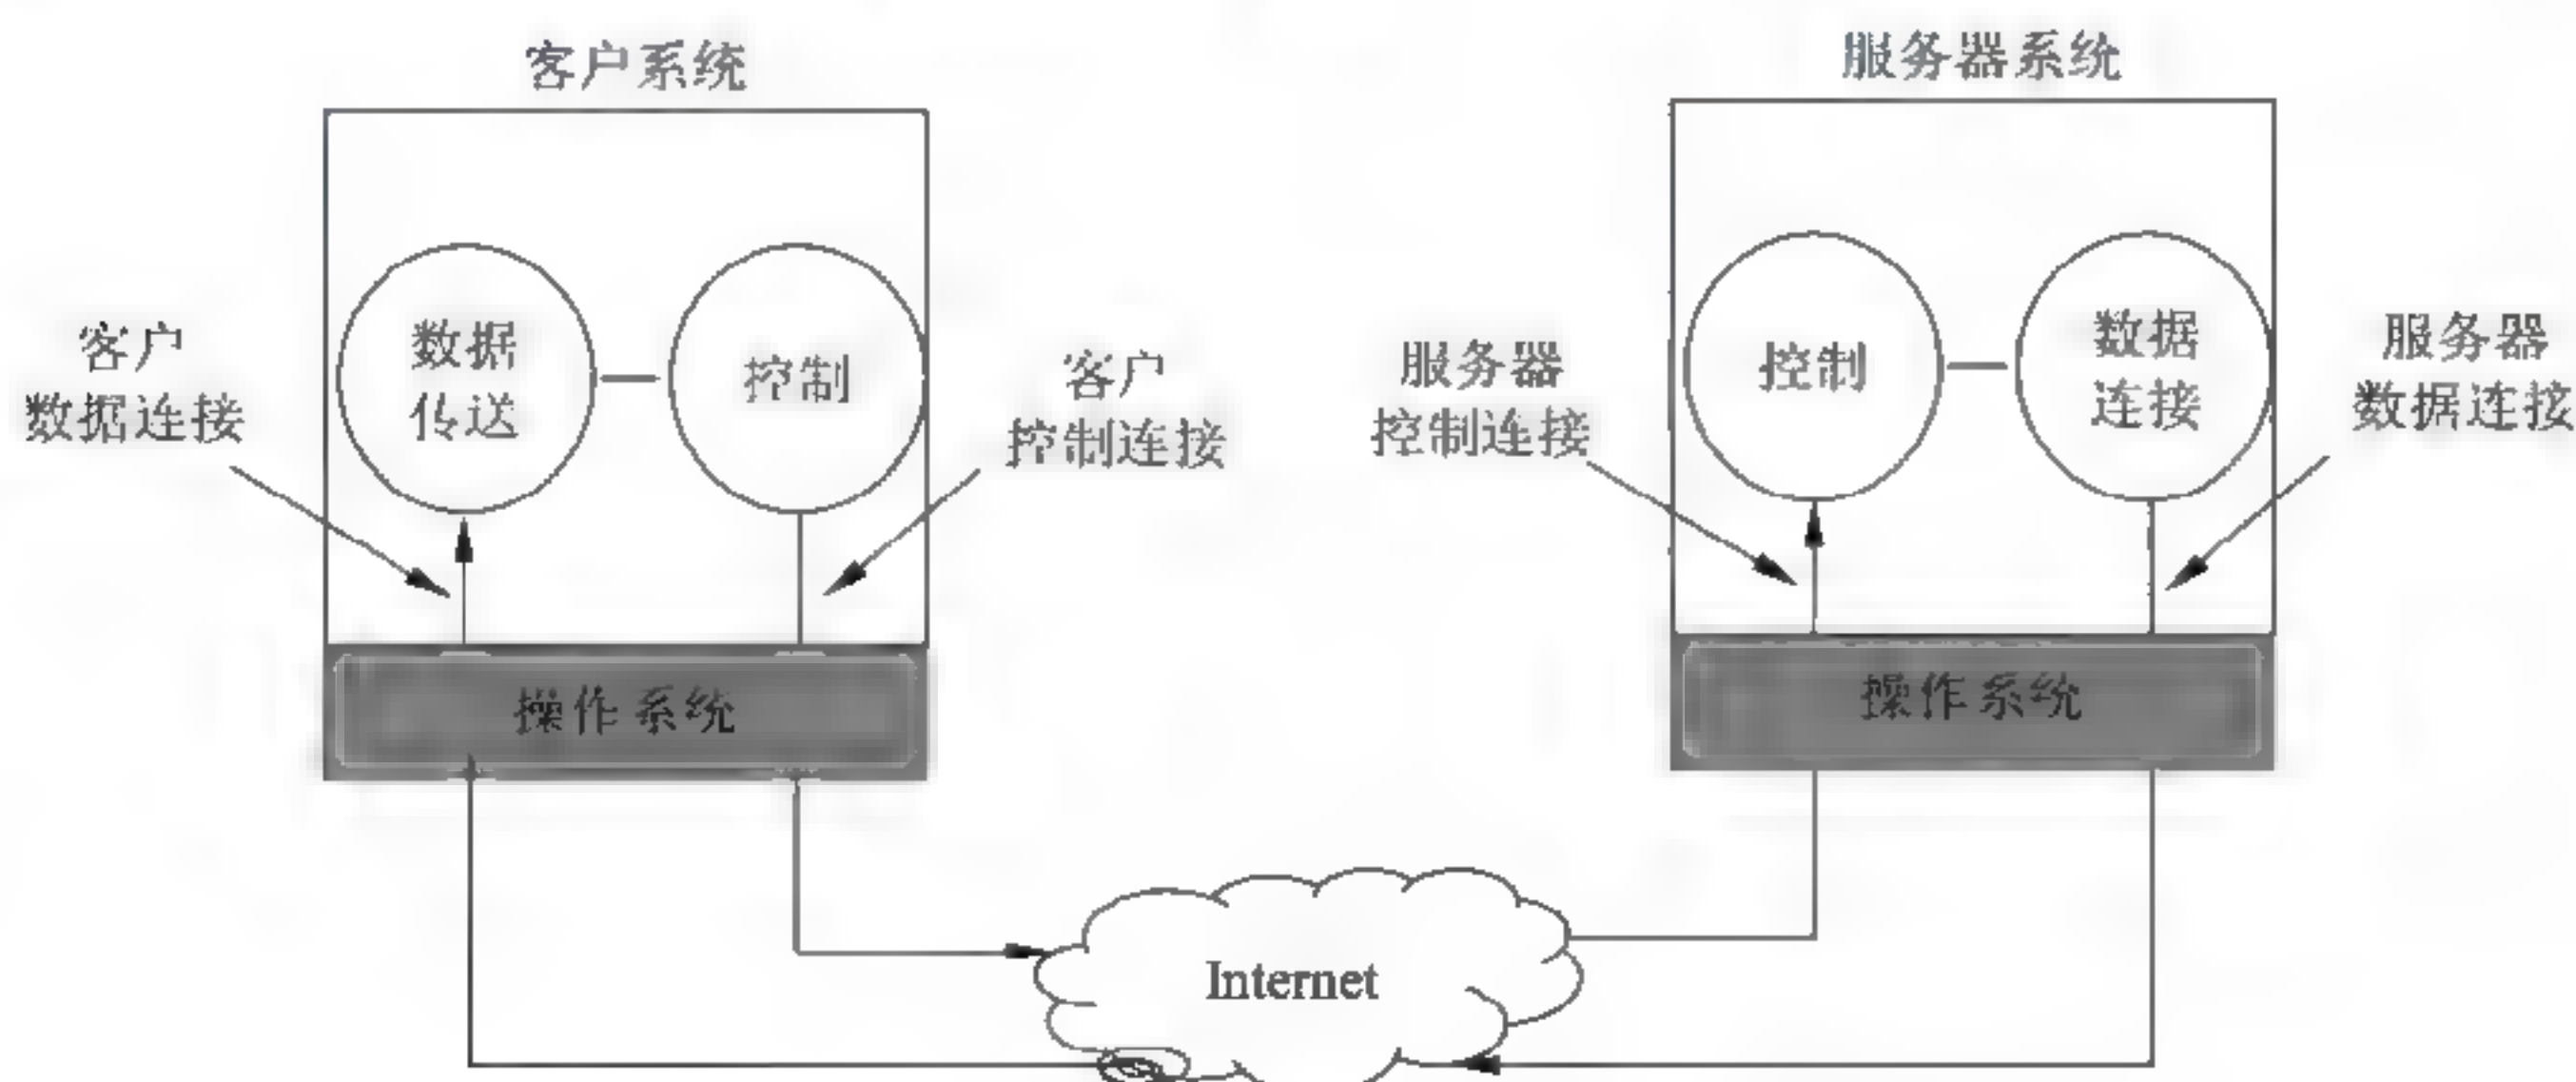 客户系统
服务器系统
客户
数据连接
数据
传送
控制
客户
控制连接
服务器
控制连接
控制
数据
连接
服务器
数据连接
操作系统
操作系统
Internet